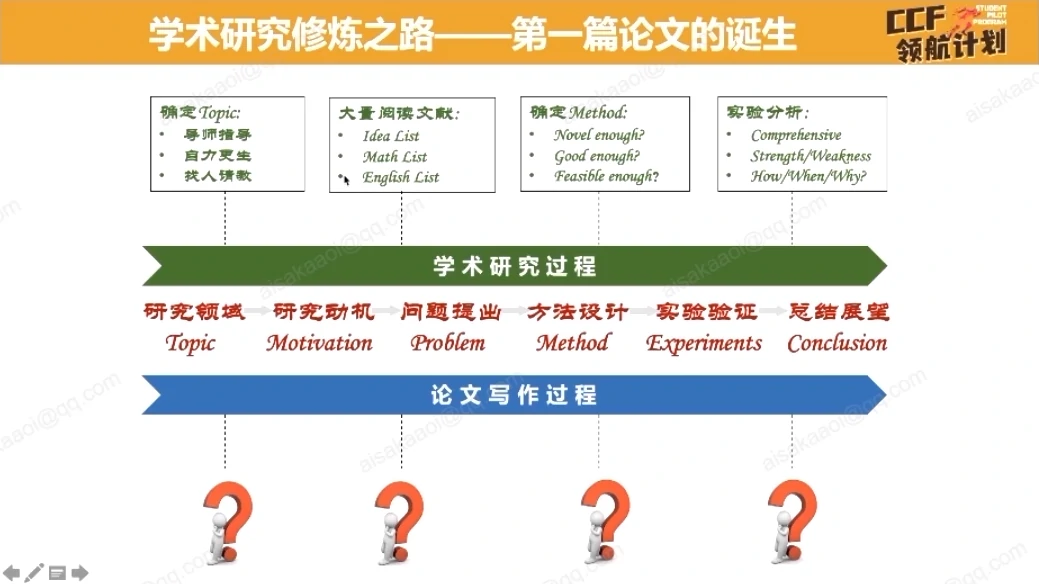 学术研究修炼之路——第一篇论文的诞生
CCF
STUDENT
PILOT
PROGRAM
领航计划
确定Topic:
• 导师指导
• 自力更生
• 找人请教
大量阅读文献:
• Idea List
• Math List
• English List
确定Method:
• Novel enough?
• Good enough?
• Feasible enough?
实验分析:
• Comprehensive
• Strength/Weakness
• How/When/Why?
学术研究过程
研究领域 研究动机 问题提出 方法设计 实验验证 总结展望
Topic Motivation Problem Method Experiments Conclusion
论文写作过程
aisakaaoi@qq.com